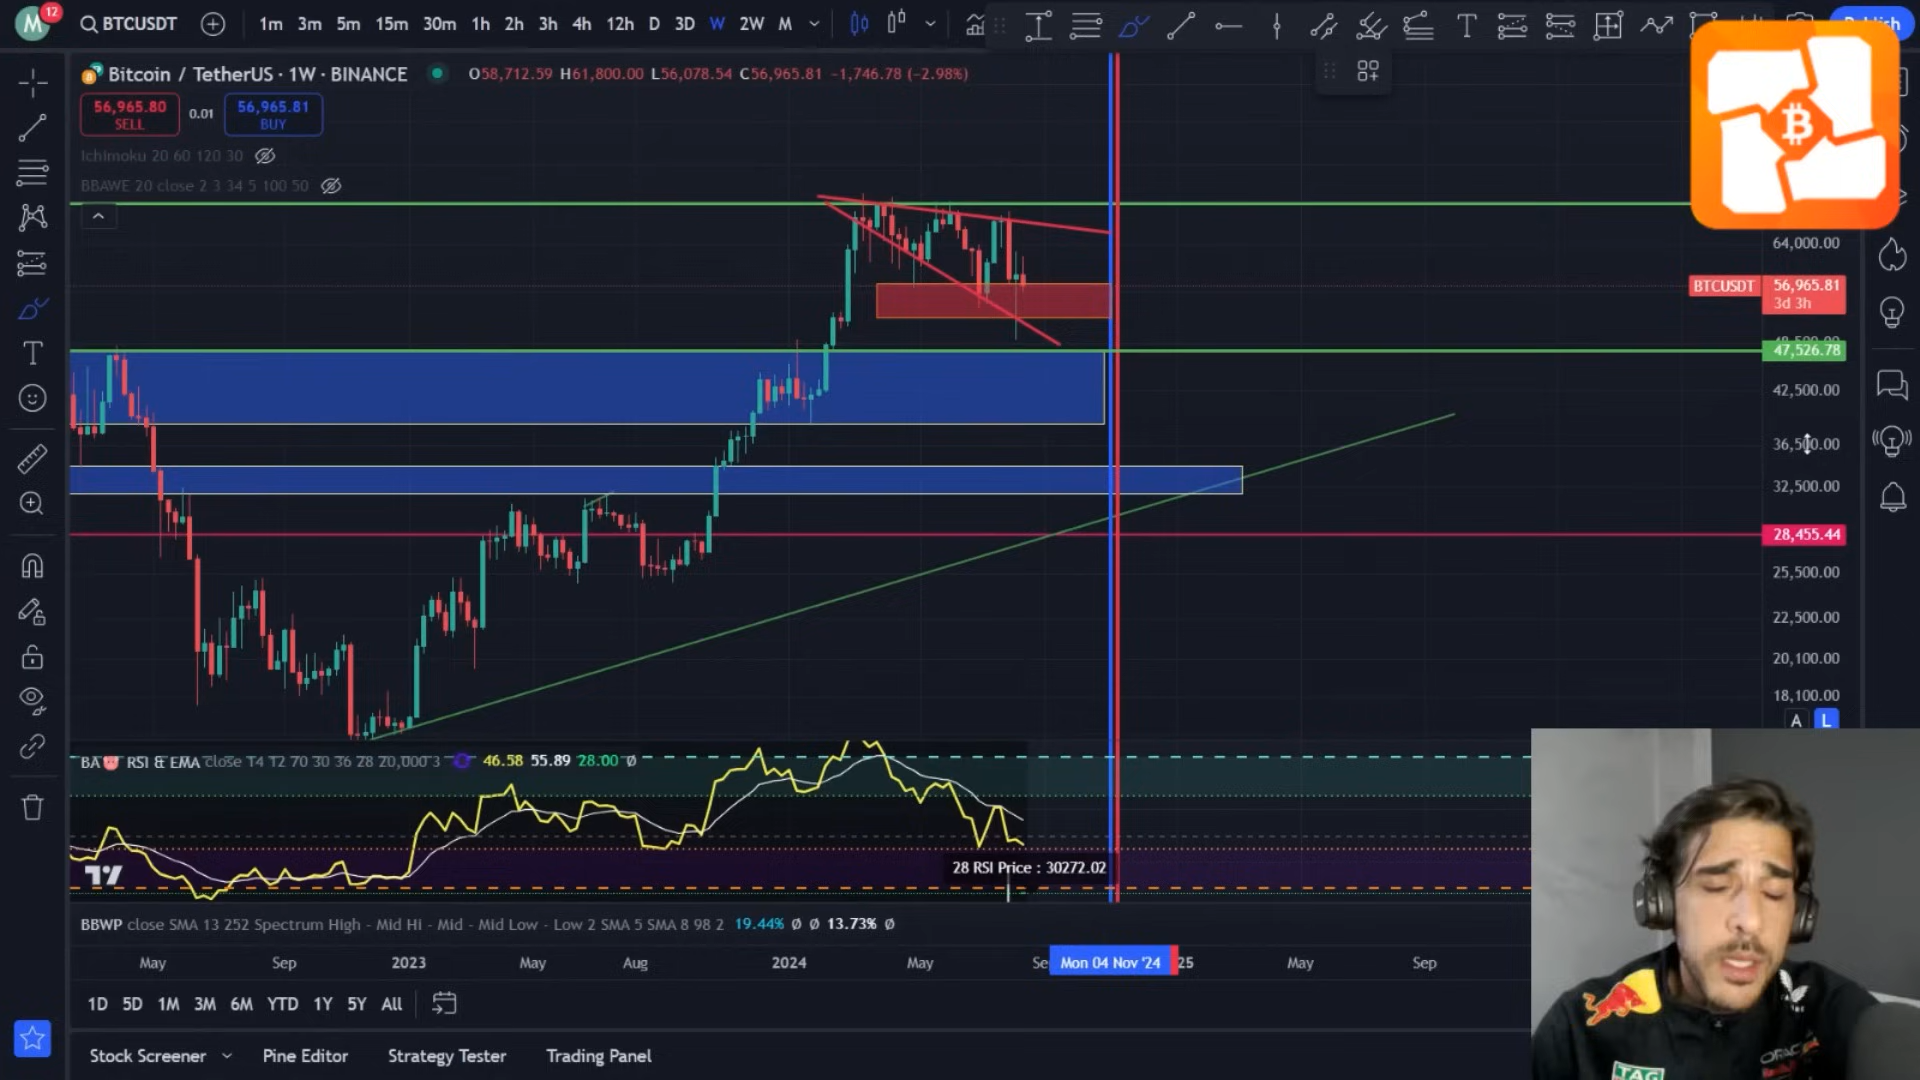 M 12 BTCUSDT 1m 3m 5m 15m 30m 1h 2h 3h 4h 12h D 3D W 2W M
Bitcoin / TetherUS · 1W · BINANCE O58,712.59 H61,800.00 L56,078.54 C56,965.81 −1,746.78 (−2.98%)
56,965.80 SELL 0.01 56,965.81 BUY
Ichimoku 20 60 120 30
BBAWE 20 close 2 3 34 5 100 50
64,000.00
BTCUSDT 56,965.81
3d 3h
47,526.78
42,500.00
36,500.00
32,500.00
28,455.44
25,500.00
22,500.00
20,100.00
18,100.00
A L
RSI & EMA close 14 12 70 30 36 28 20,000 3 46.58 55.89 28.00 Ø
28 RSI Price : 30272.02
BBWP close SMA 13 252 Spectrum High - Mid Hi - Mid - Mid Low - Low 2 SMA 5 SMA 8 98 2 19.44% Ø Ø 13.73% Ø
May Sep 2023 May Aug 2024 May Se Mon 04 Nov '24 25 May Sep
1D 5D 1M 3M 6M YTD 1Y 5Y All
Stock Screener Pine Editor Strategy Tester Trading Panel
ORACLE
TAG